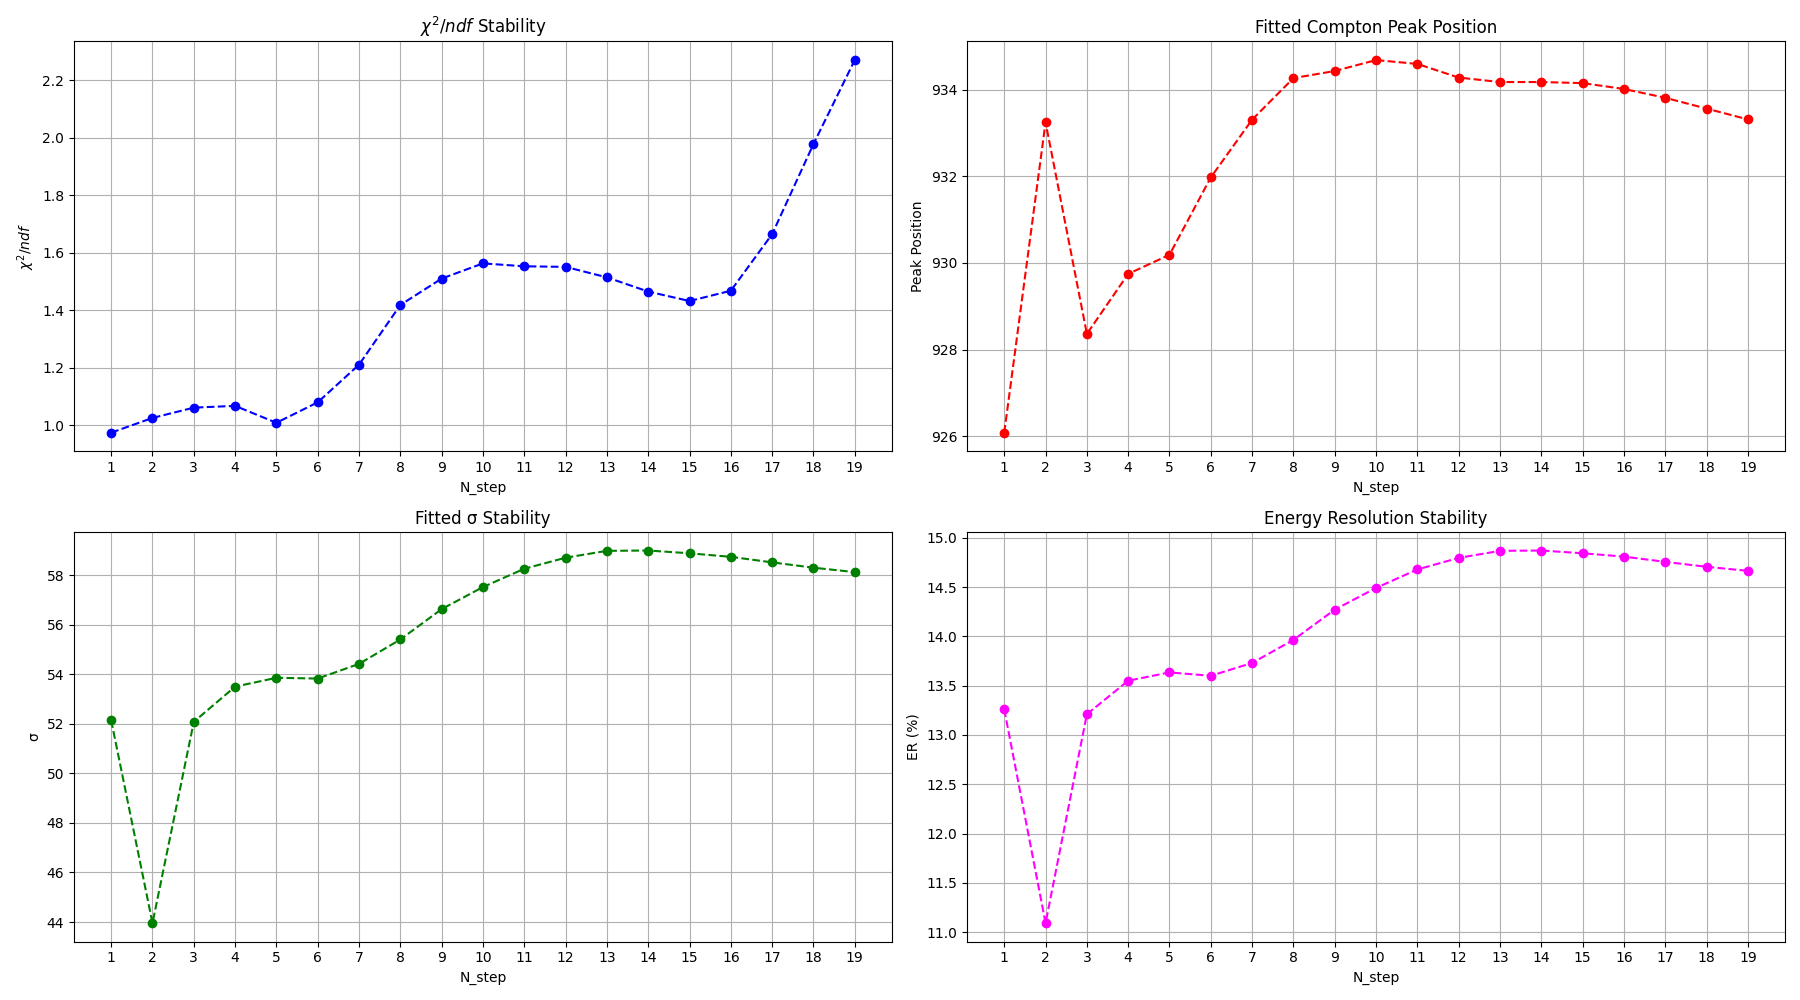 χ²/ndf Stability
χ²/ndf
2.2
2.0
1.8
1.6
1.4
1.2
1.0
1 2 3 4 5 6 7 8 9 10 11 12 13 14 15 16 17 18 19
N_step
Fitted Compton Peak Position
Peak Position
934
932
930
928
926
1 2 3 4 5 6 7 8 9 10 11 12 13 14 15 16 17 18 19
N_step
Fitted σ Stability
σ
58
56
54
52
50
48
46
44
1 2 3 4 5 6 7 8 9 10 11 12 13 14 15 16 17 18 19
N_step
Energy Resolution Stability
ER (%)
15.0
14.5
14.0
13.5
13.0
12.5
12.0
11.5
11.0
1 2 3 4 5 6 7 8 9 10 11 12 13 14 15 16 17 18 19
N_step